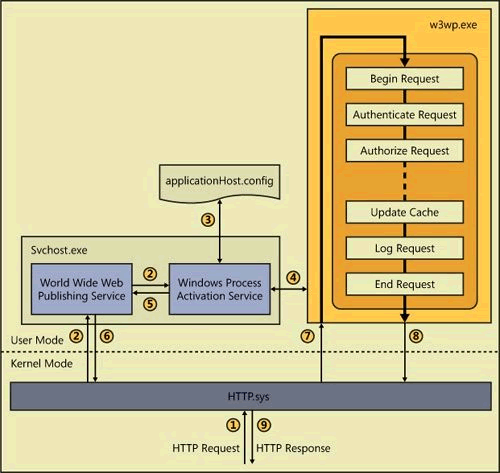 w3wp.exe
Begin Request
Authenticate Request
Authorize Request
applicationHost.config
Update Cache
3
Log Request
Svchost.exe
World Wide Web
Publishing Service
2
5
Windows Process
Activation Service
4
End Request
User Mode
2
6
7
8
Kernel Mode
HTTP.sys
1
9
HTTP Request
HTTP Response